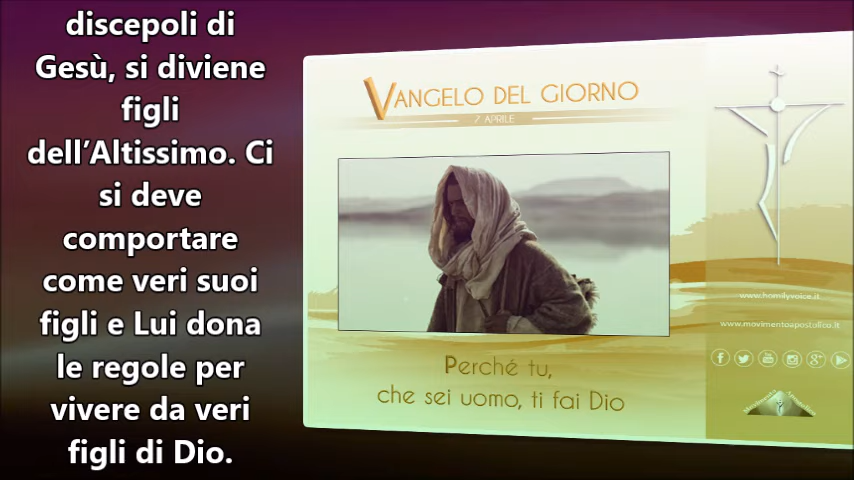 discepoli di
Gesù, si diviene
figli
dell’Altissimo. Ci
si deve
comportare
come veri suoi
figli e Lui dona
le regole per
vivere da veri
figli di Dio.
VANGELO DEL GIORNO
7 APRILE
Perché tu,
che sei uomo, ti fai Dio
www.homilyvoice.it
www.movimentoapostolico.it